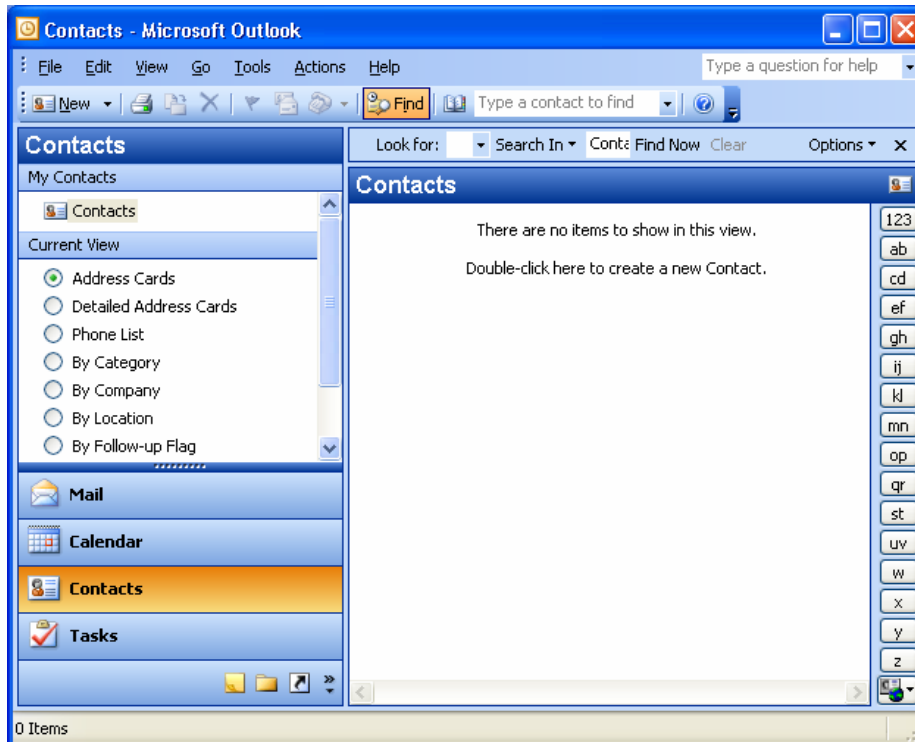 Contacts - Microsoft Outlook
File Edit View Go Tools Actions Help Type a question for help
New Find Type a contact to find
Contacts
Look for: Search In Conta Find Now Clear Options
My Contacts
Contacts
Contacts
Current View
Address Cards
Detailed Address Cards
Phone List
By Category
By Company
By Location
By Follow-up Flag
There are no items to show in this view.
Double-click here to create a new Contact.
123
ab
cd
ef
gh
ij
kl
mn
op
qr
st
uv
w
x
y
z
Mail
Calendar
Contacts
Tasks
0 Items